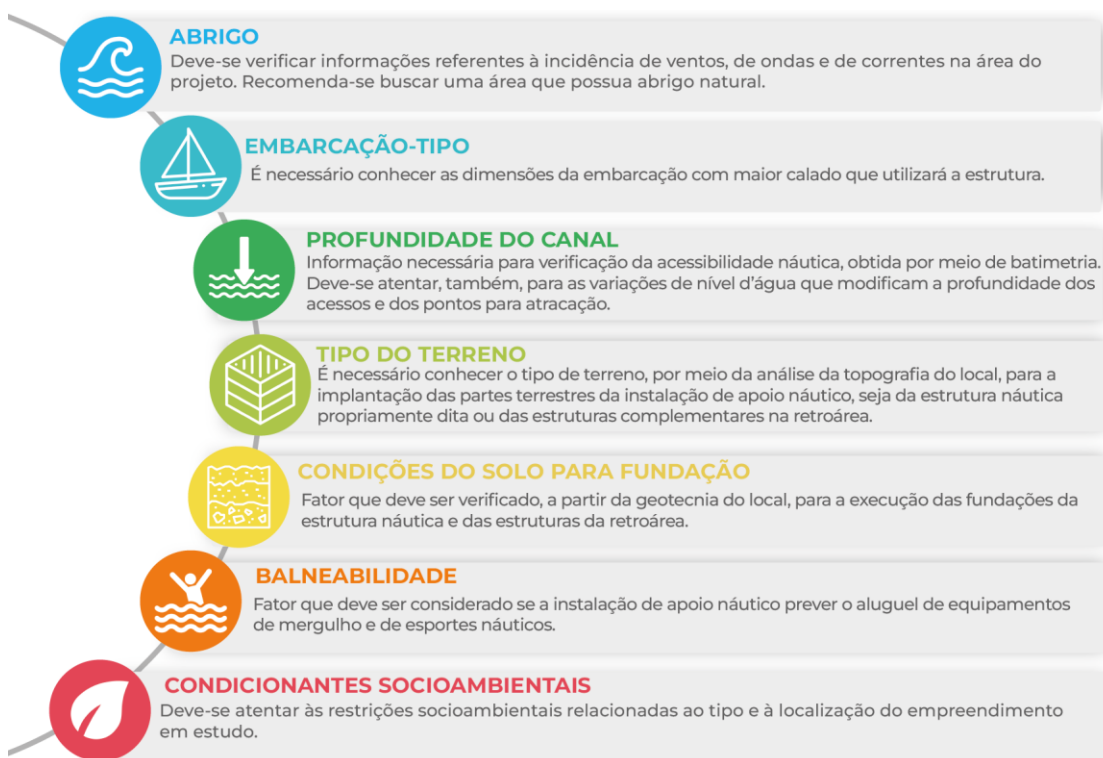 ABRIGO
Deve-se verificar informações referentes à incidência de ventos, de ondas e de correntes na área do
projeto. Recomenda-se buscar uma área que possua abrigo natural.
EMBARCAÇÃO-TIPO
É necessário conhecer as dimensões da embarcação com maior calado que utilizará a estrutura.
PROFUNDIDADE DO CANAL
Informação necessária para verificação da acessibilidade náutica, obtida por meio de batimetria.
Deve-se atentar, também, para as variações de nível d’água que modificam a profundidade dos
acessos e dos pontos para atracação.
TIPO DO TERRENO
É necessário conhecer o tipo de terreno, por meio da análise da topografia do local, para a
implantação das partes terrestres da instalação de apoio náutico, seja da estrutura náutica
propriamente dita ou das estruturas complementares na retroárea.
CONDIÇÕES DO SOLO PARA FUNDAÇÃO
Fator que deve ser verificado, a partir da geotecnia do local, para a execução das fundações da
estrutura náutica e das estruturas da retroárea.
BALNEABILIDADE
Fator que deve ser considerado se a instalação de apoio náutico prever o aluguel de equipamentos
de mergulho e de esportes náuticos.
CONDICIONANTES SOCIOAMBIENTAIS
Deve-se atentar às restrições socioambientais relacionadas ao tipo e à localização do empreendimento
em estudo.